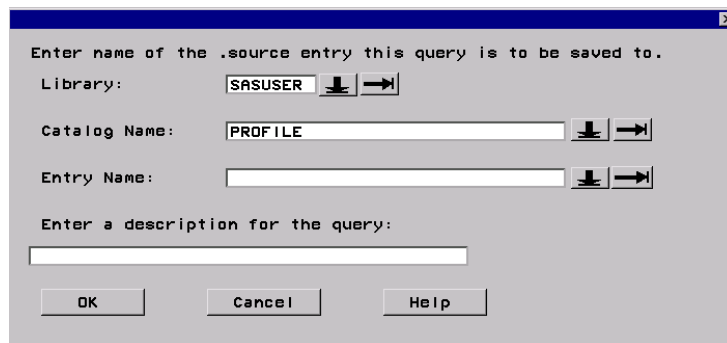 Enter name of the .source entry this query is to be saved to.
Library: SASUSER
Catalog Name: PROFILE
Entry Name:
Enter a description for the query:
OK Cancel Help